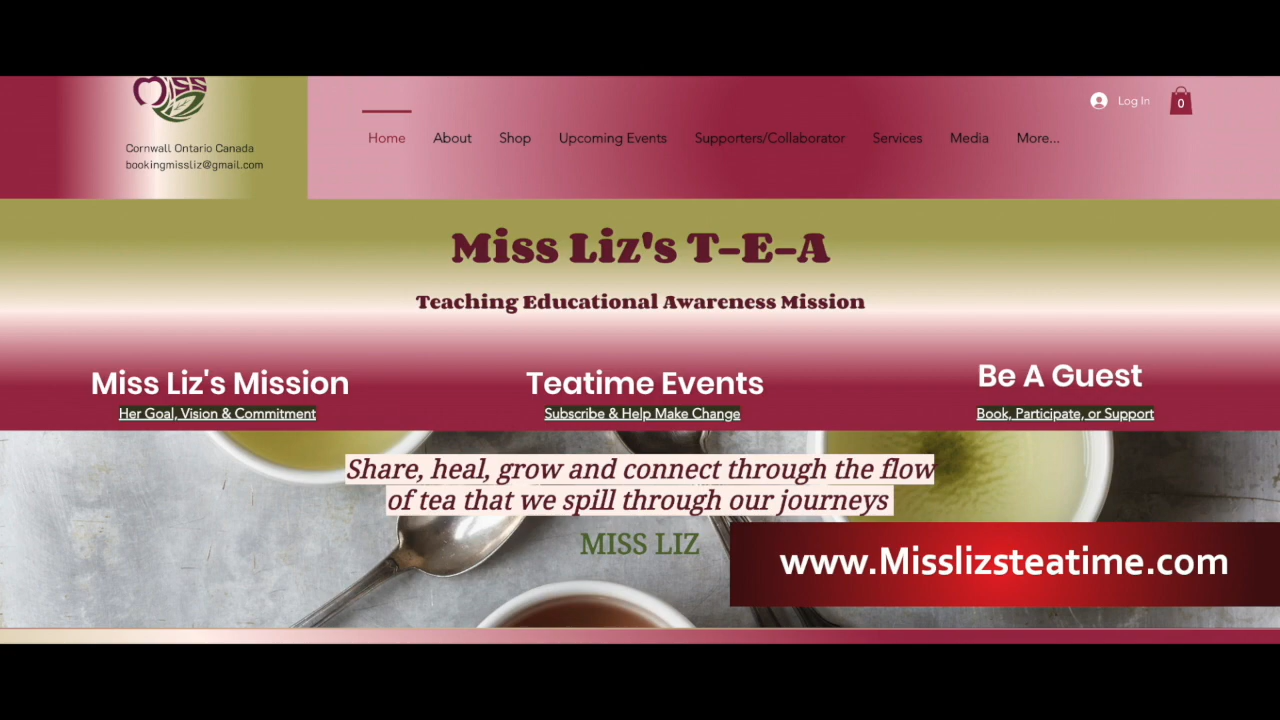 MISS
Cornwall Ontario Canada
bookingmissliz@gmail.com
Log In
0
Home
About
Shop
Upcoming Events
Supporters/Collaborator
Services
Media
More...
Miss Liz's T-E-A
Teaching Educational Awareness Mission
Miss Liz's Mission
Her Goal, Vision & Commitment
Teatime Events
Subscribe & Help Make Change
Be A Guest
Book, Participate, or Support
Share, heal, grow and connect through the flow
of tea that we spill through our journeys
MISS LIZ
www.Misslizsteatime.com